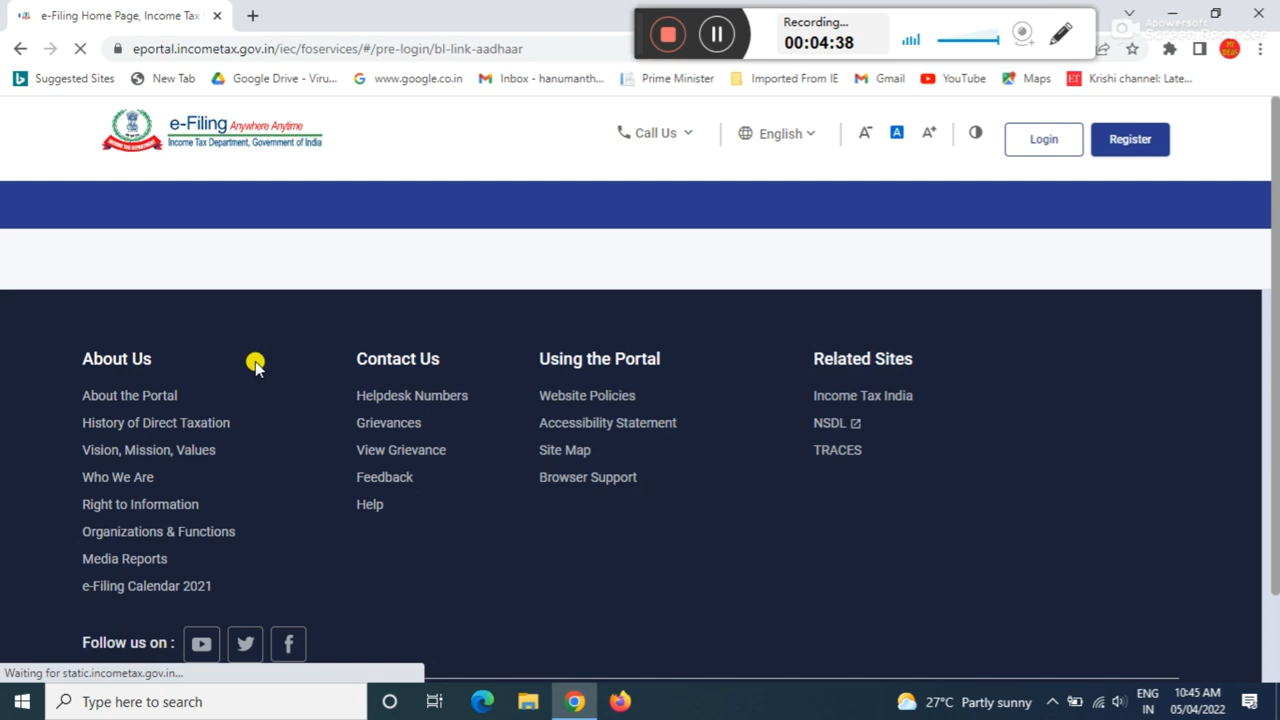 e-Filing Home Page, Income Tax
Recording...
00:04:38
Apowersoft
Screen Recorder
eportal.incometax.gov.in/iec/foservices/#/pre-login/bl-link-aadhaar
MY IDEAS
Suggested Sites
New Tab
Google Drive - Viru...
www.google.co.in
Inbox - hanumanth...
Prime Minister
Imported From IE
Gmail
YouTube
Maps
ET
Krishi channel: Late...
e-Filing Anywhere Anytime
Income Tax Department, Government of India
Call Us
English
A-
A
A+
Login
Register
About Us
About the Portal
History of Direct Taxation
Vision, Mission, Values
Who We Are
Right to Information
Organizations & Functions
Media Reports
e-Filing Calendar 2021
Contact Us
Helpdesk Numbers
Grievances
View Grievance
Feedback
Help
Using the Portal
Website Policies
Accessibility Statement
Site Map
Browser Support
Related Sites
Income Tax India
NSDL
TRACES
Follow us on :
Waiting for static.incometax.gov.in...
Type here to search
27°C Partly sunny
ENG
IN
10:45 AM
05/04/2022